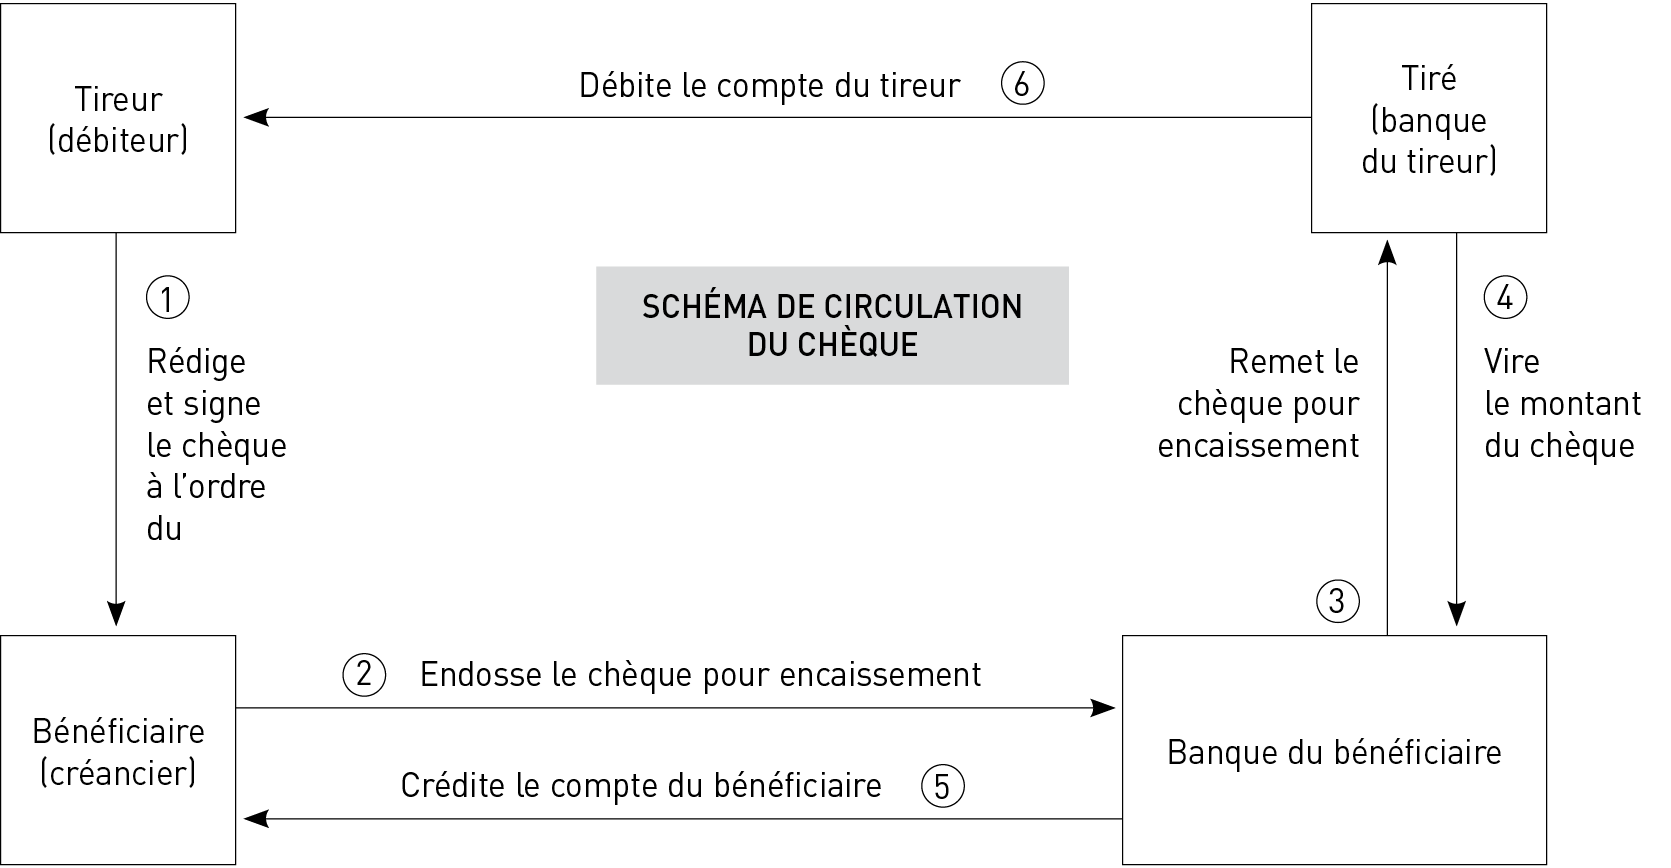 Tireur
(débiteur)
Débite le compte du tireur 6
Tiré
(banque
du tireur)
1
Rédige
et signe
le chèque
à l'ordre
du
SCHÉMA DE CIRCULATION
DU CHÈQUE
Remet le
chèque pour
encaissement
3
4
Vire
le montant
du chèque
Bénéficiaire
(créancier)
2 Endosse le chèque pour encaissement
Crédite le compte du bénéficiaire 5
Banque du bénéficiaire